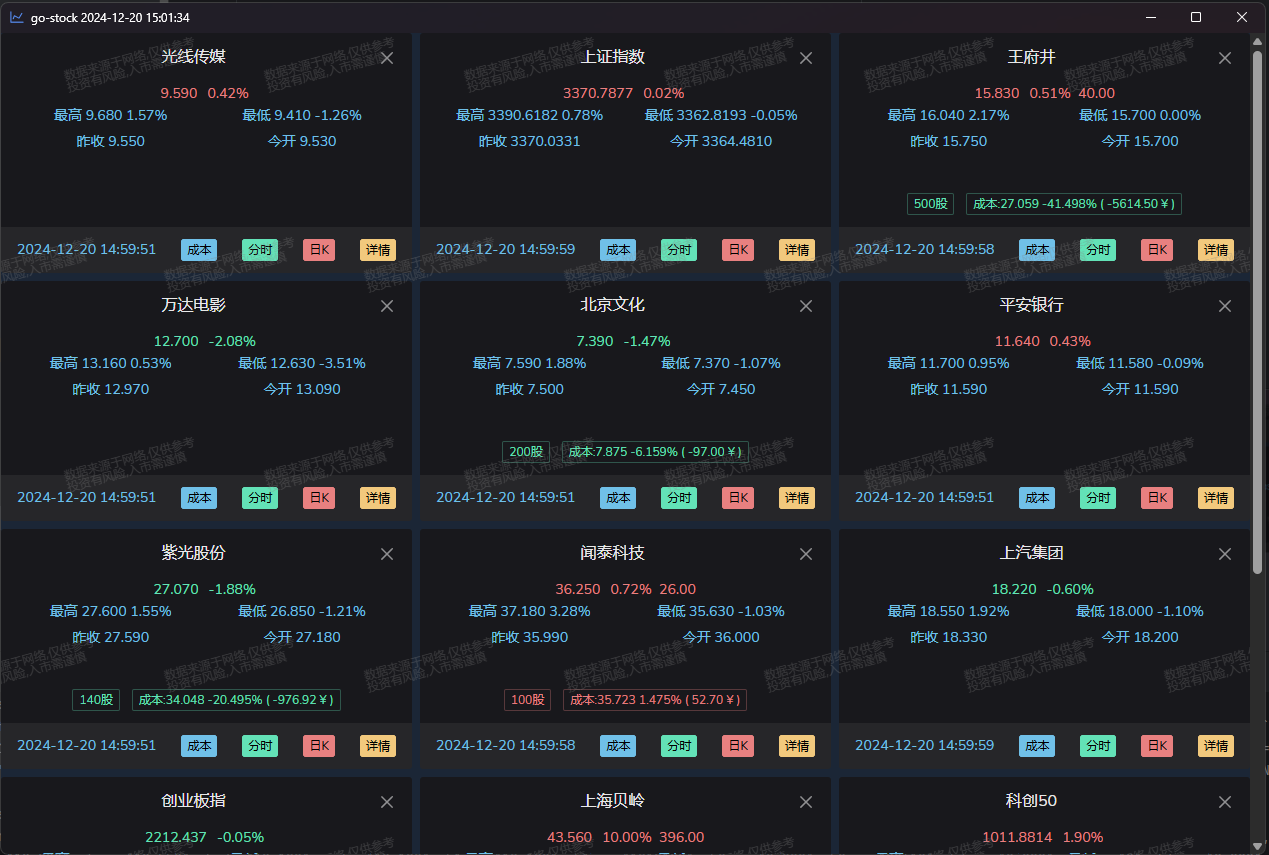 go-stock 2024-12-20 15:01:34
光线传媒
9.590 0.42%
最高 9.680 1.57% 最低 9.410 -1.26%
昨收 9.550 今开 9.530
2024-12-20 14:59:51 成本 分时 日K 详情
上证指数
3370.7877 0.02%
最高 3390.6182 0.78% 最低 3362.8193 -0.05%
昨收 3370.0331 今开 3364.4810
2024-12-20 14:59:59 成本 分时 日K 详情
王府井
15.830 0.51% 40.00
最高 16.040 2.17% 最低 15.700 0.00%
昨收 15.750 今开 15.700
500股 成本:27.059 -41.498% ( -5614.50 ¥ )
2024-12-20 14:59:58 成本 分时 日K 详情
万达电影
12.700 -2.08%
最高 13.160 0.53% 最低 12.630 -3.51%
昨收 12.970 今开 13.090
2024-12-20 14:59:51 成本 分时 日K 详情
北京文化
7.390 -1.47%
最高 7.590 1.88% 最低 7.370 -1.07%
昨收 7.500 今开 7.450
200股 成本:7.875 -6.159% ( -97.00 ¥ )
2024-12-20 14:59:51 成本 分时 日K 详情
平安银行
11.640 0.43%
最高 11.700 0.95% 最低 11.580 -0.09%
昨收 11.590 今开 11.590
2024-12-20 14:59:51 成本 分时 日K 详情
紫光股份
27.070 -1.88%
最高 27.600 1.55% 最低 26.850 -1.21%
昨收 27.590 今开 27.180
140股 成本:34.048 -20.495% ( -976.92 ¥ )
2024-12-20 14:59:51 成本 分时 日K 详情
闻泰科技
36.250 0.72% 26.00
最高 37.180 3.28% 最低 35.630 -1.03%
昨收 35.990 今开 36.000
100股 成本:35.723 1.475% ( 52.70 ¥ )
2024-12-20 14:59:58 成本 分时 日K 详情
上汽集团
18.220 -0.60%
最高 18.550 1.92% 最低 18.000 -1.10%
昨收 18.330 今开 18.200
2024-12-20 14:59:59 成本 分时 日K 详情
创业板指
2212.437 -0.05%
上海贝岭
43.560 10.00% 396.00
科创50
1011.8814 1.90%
数据来源于网络,仅供参考
投资有风险,入市需谨慎